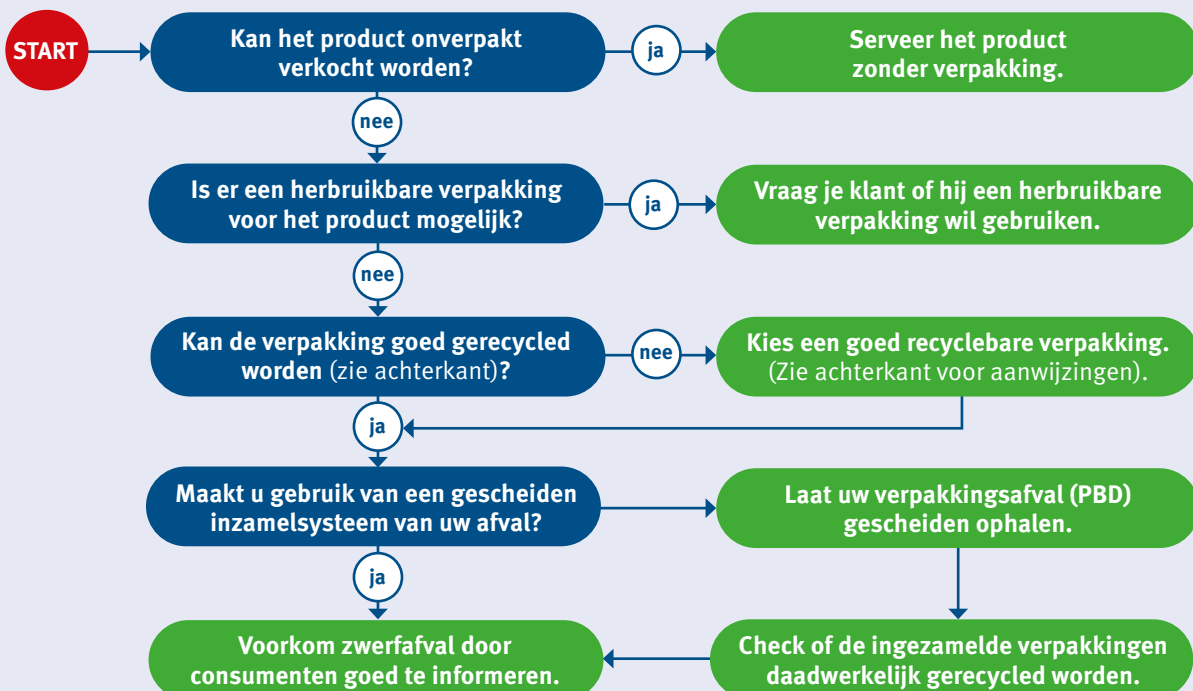 START
Kan het product onverpakt
verkocht worden?
ja
Serveer het product
zonder verpakking.
nee
Is er een herbruikbare verpakking
voor het product mogelijk?
ja
Vraag je klant of hij een herbruikbare
verpakking wil gebruiken.
nee
Kan de verpakking goed gerecycled
worden (zie achterkant)?
nee
Kies een goed recyclebare verpakking.
(Zie achterkant voor aanwijzingen).
ja
Maakt u gebruik van een gescheiden
inzamelsysteem van uw afval?
Laat uw verpakkingsafval (PBD)
gescheiden ophalen.
ja
Voorkom zwerfafval door
consumenten goed te informeren.
Check of de ingezamelde verpakkingen
daadwerkelijk gerecycled worden.